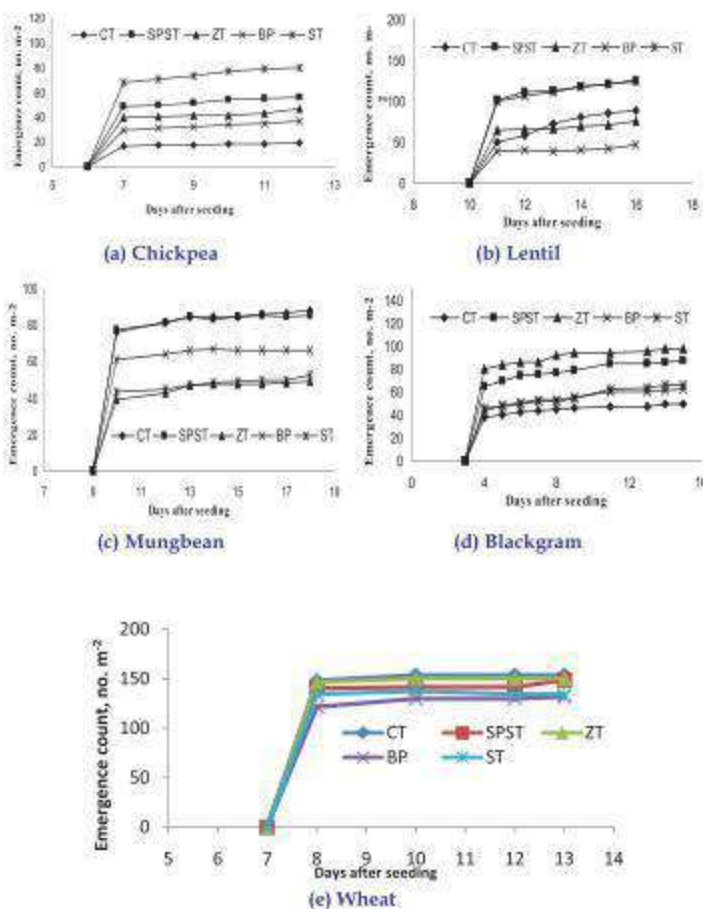 120
CT SPST ZT BP ST
100
80
60
40
20
0
Emergence count, no. m-2
5 7 9 11 13
Days after seeding
(a) Chickpea
200
CT SPST ZT BP ST
150
100
50
0
Emergence count, no. m-
2
8 10 12 14 16 18
Days after seeding
(b) Lentil
100
80
60
40
20
0
Emergence count, no. m-2
CT SPST ZT BP ST
7 9 11 13 15 17 19
Days after seeding
(c) Mungbean
140
120
100
80
60
40
20
0
Emergence count, no. m-2
CT SPST ZT BP ST
0 4 8 12 16
Days after seeding
(d) Blackgram
200
150
100
50
0
Emergence count, no. m-2
CT SPST ZT
BP ST
5 6 7 8 9 10 11 12 13 14
Days after seeding
(e) Wheat